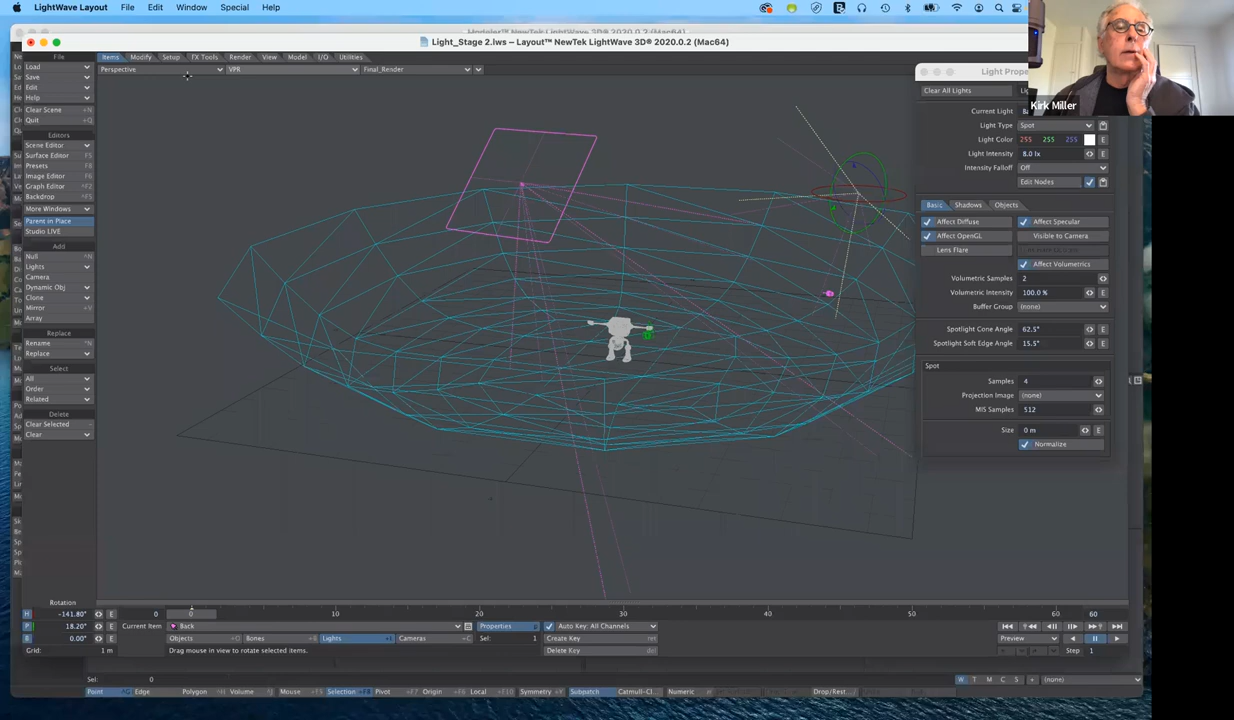 LightWave Layout File Edit Window Special Help
Light_Stage 2.lws – Layout™ NewTek LightWave 3D® 2020.0.2 (Mac64)
File
Items Modify Setup FX Tools Render View Model I/O Utilities
Perspective VPR Final_Render
Load
Save
Edit
Help
Clear Scene +N
Quit +Q
Editors
Scene Editor
Surface Editor F5
Presets F8
Image Editor F6
Graph Editor ^F2
Backdrop ^F5
More Windows
Parent in Place
Studio LIVE
Add
Null ^N
Lights
Camera
Dynamic Obj
Clone
Mirror +V
Array
Replace
Rename ^N
Replace
Select
All
Order
Related
Delete
Clear Selected
Clear
Kirk Miller
Clear All Lights
Current Light
Light Type Spot
Light Color 255 255 255
Light Intensity 8.0 lx E
Intensity Falloff Off
Edit Nodes
Basic Shadows Objects
Affect Diffuse Affect Specular
Affect OpenGL Visible to Camera
Lens Flare
Affect Volumetrics
Volumetric Samples 2
Volumetric Intensity 100.0 % E
Buffer Group (none)
Spotlight Cone Angle 62.5° E
Spotlight Soft Edge Angle 15.5° E
Spot
Samples 4
Projection Image (none)
MIS Samples 512
Size 0 m E
Normalize
Rotation
H -141.80° E 0 0 10 20 30 40 50 60 60
P 18.20° E Current Item Back Properties Auto Key: All Channels
E 0.00° E Objects Bones Lights Cameras Sel: 1 Create Key ret Preview
Grid: 1 m Drag mouse in view to rotate selected items. Delete Key del Step 1
Sel: 0 W T M C S + (none)
Point Edge Polygon Volume Mouse Selection Pivot Origin Local Symmetry Subpatch Catmull-Cl... Numeric Drop/Rest...